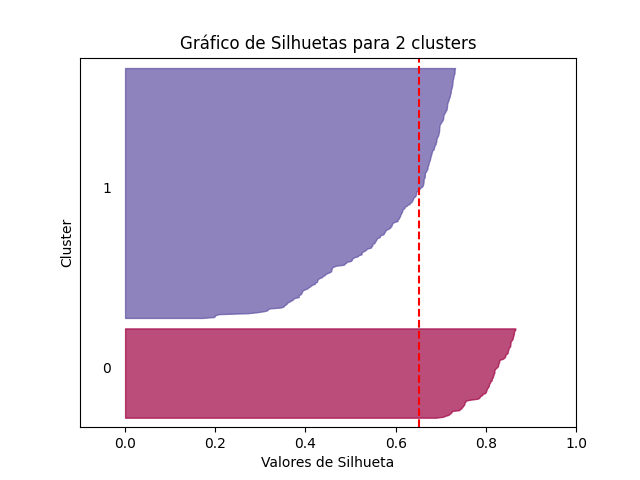 Gráfico de Silhuetas para 2 clusters
Cluster
1
0
0.0 0.2 0.4 0.6 0.8 1.0
Valores de Silhueta